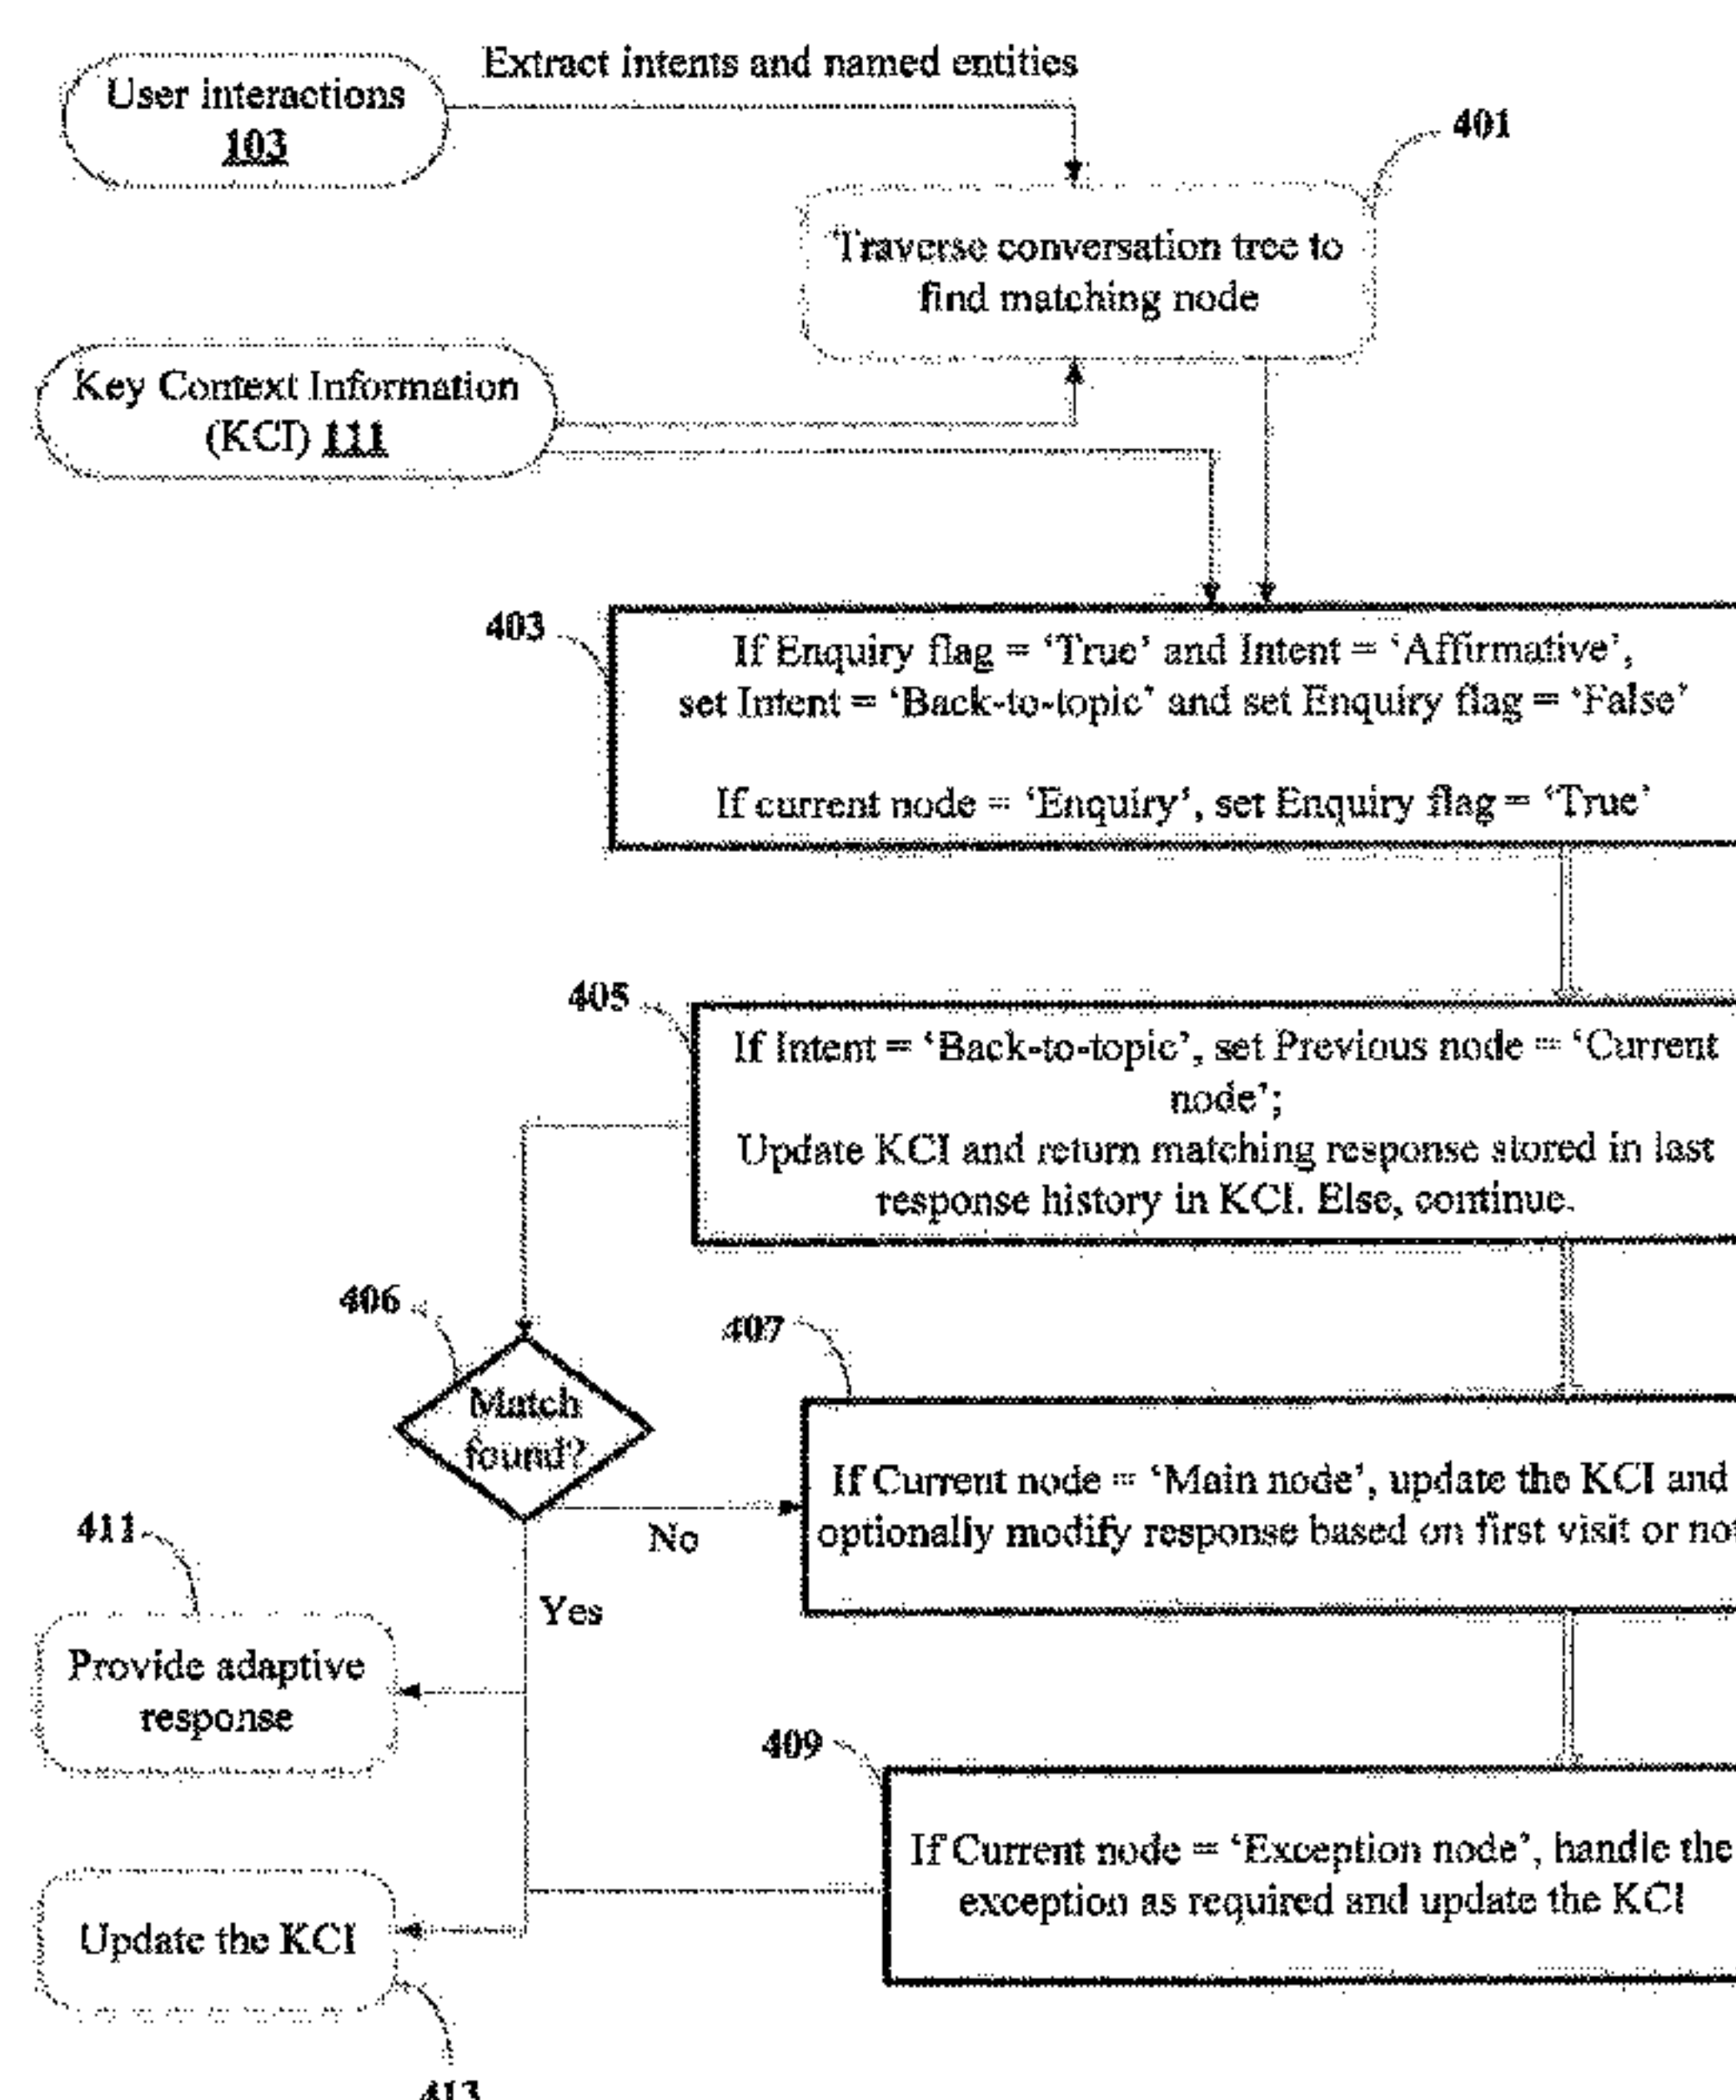 Extract intents and named entities
User interactions
103
401
Traverse conversation tree to
find matching node
Key Context Information
(KCI) 111
403
If Enquiry flag = ‘True’ and Intent = ‘Affirmative’,
set Intent = ‘Back-to-topic’ and set Enquiry flag = ‘False’
If current node = ‘Enquiry’, set Enquiry flag = ‘True’
405
If Intent = ‘Back-to-topic’, set Previous node = ‘Current
node’;
Update KCI and return matching response stored in last
response history in KCI. Else, continue.
406
Match
found?
407
If Current node = ‘Main node’, update the KCI and
optionally modify response based on first visit or not
No
Yes
411
Provide adaptive
response
409
If Current node = ‘Exception node’, handle the
exception as required and update the KCI
Update the KCI
413